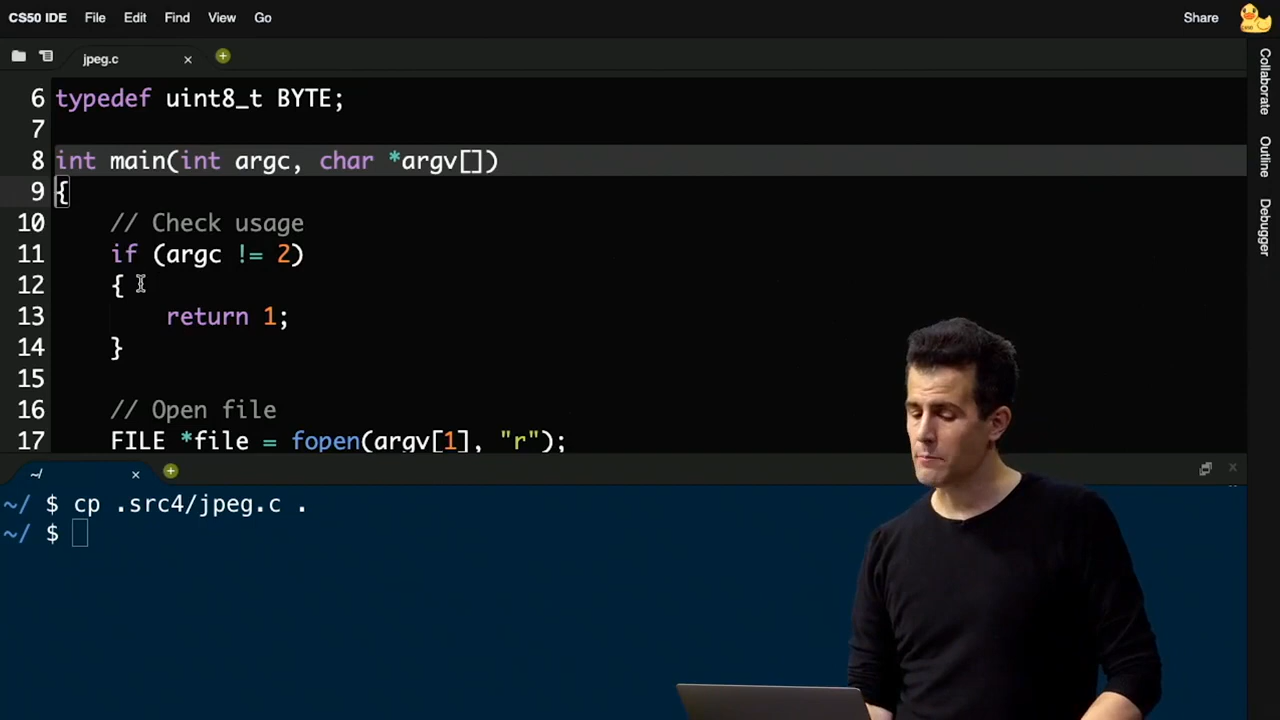 CS50 IDE File Edit Find View Go Share
jpeg.c
6 typedef uint8_t BYTE;
7
8 int main(int argc, char *argv[])
9 {
10 // Check usage
11 if (argc != 2)
12 {
13 return 1;
14 }
15
16 // Open file
17 FILE *file = fopen(argv[1], "r");
~/
~/ $ cp .src4/jpeg.c .
~/ $
Collaborate
Outline
Debugger